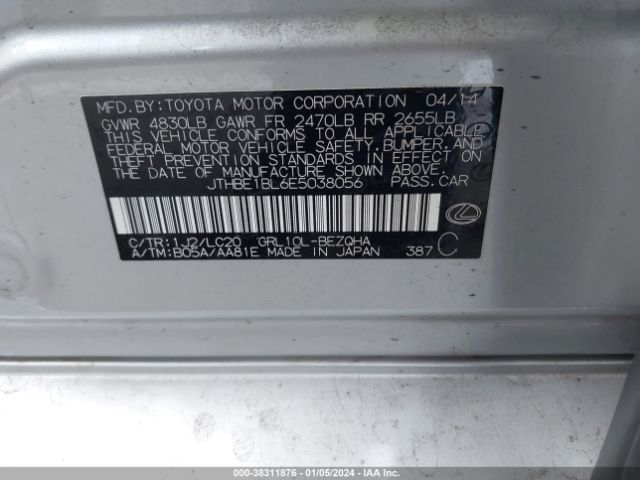 MFD.BY:TOYOTA MOTOR CORPORATION 04/14
GVWR 4830LB GAWR FR 2470LB RR 2655LB
THIS VEHICLE CONFORMS TO ALL APPLICABLE
FEDERAL MOTOR VEHICLE SAFETY,BUMPER,AND
THEFT PREVENTION STANDARDS IN EFFECT ON
THE DATE OF MANUFACTURE SHOWN ABOVE.
JTHBE1BL6E5038056 PASS.CAR
C/TR:1J2/LC20 GRL10L-BEZQHA
A/TM:B05A/AA81E MADE IN JAPAN 387 C
000-38311876 - 01/05/2024 - IAA Inc.